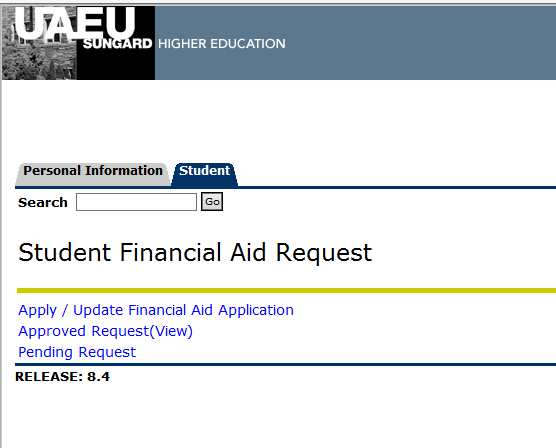 UAEU
SUNGARD HIGHER EDUCATION
Personal Information Student
Search Go
Student Financial Aid Request
Apply / Update Financial Aid Application
Approved Request(View)
Pending Request
RELEASE: 8.4